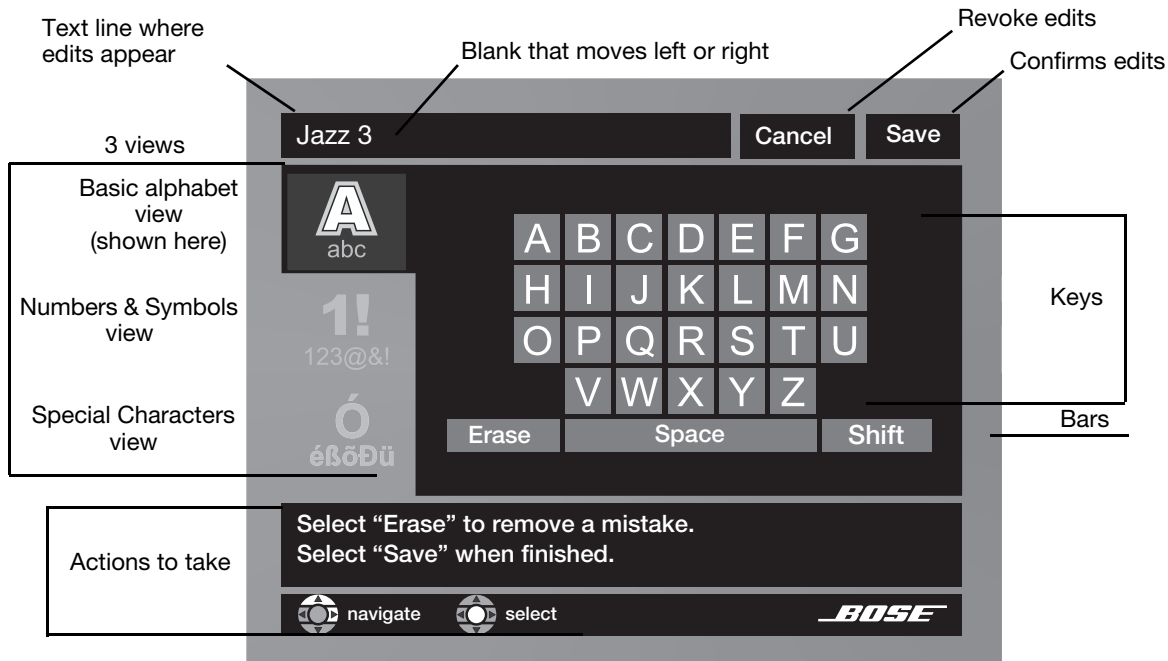 Text line where
edits appear
Blank that moves left or right
Revoke edits
Confirms edits
Jazz 3
Cancel
Save
3 views
Basic alphabet
view
(shown here)
A
abc
A B C D E F G
H I J K L M N
O P Q R S T U
V W X Y Z
Keys
Numbers & Symbols
view
1!
123@&!
Special Characters
view
Ó
éßõÐü
Erase Space Shift
Bars
Actions to take
Select “Erase” to remove a mistake.
Select “Save” when finished.
navigate select BOSE